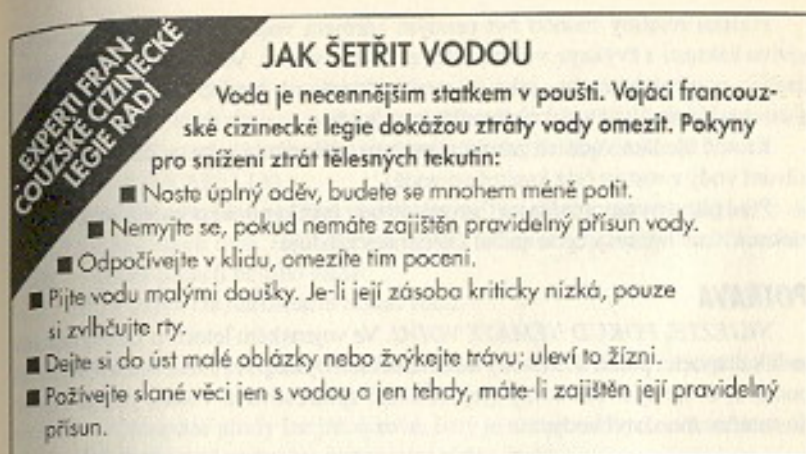 EXPERTI FRAN-
COUZSKÉ CIZINECKÉ
LEGIE RADÍ
JAK ŠETŘIT VODOU
Voda je necennějším statkem v poušti. Vojáci francouz-
ské cizinecké legie dokážou ztráty vody omezit. Pokyny
pro snížení ztrát tělesných tekutin:
■ Noste úplný oděv, budete se mnohem méně potit.
■ Nemyjte se, pokud nemáte zajištěn pravidelný přísun vody.
■ Odpočívejte v klidu, omezíte tím pocení.
■ Pijte vodu malými doušky. Je-li její zásoba kriticky nízká, pouze
si zvlhčujte rty.
■ Dejte si do úst malé oblázky nebo žvýkejte trávu; uleví to žízni.
■ Požívejte slané věci jen s vodou a jen tehdy, máte-li zajištěn její pravidelný
přísun.